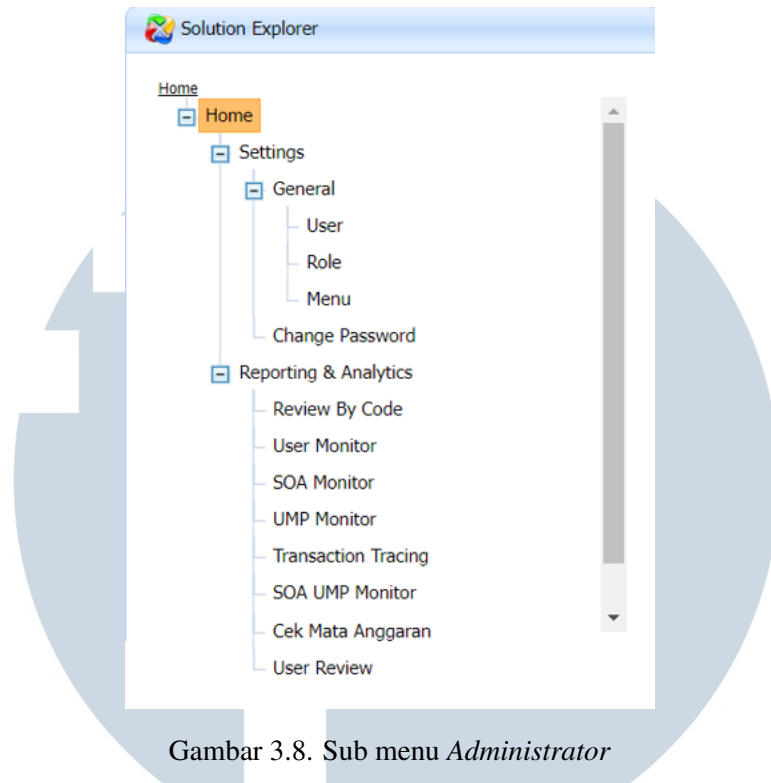 Solution Explorer
Home
Home
Settings
General
User
Role
Menu
Change Password
Reporting & Analytics
Review By Code
User Monitor
SOA Monitor
UMP Monitor
Transaction Tracing
SOA UMP Monitor
Cek Mata Anggaran
User Review
Gambar 3.8. Sub menu Administrator